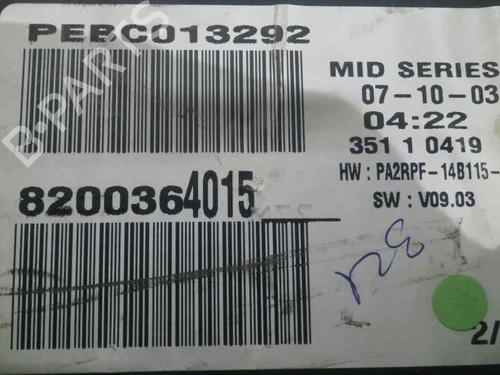 PEBC013292
MID SERIES
07-10-03
04:22
351 1 0419
HW : PA2RPF-14B115-
SW : V09.03
8200364015
B-PARTS
2/